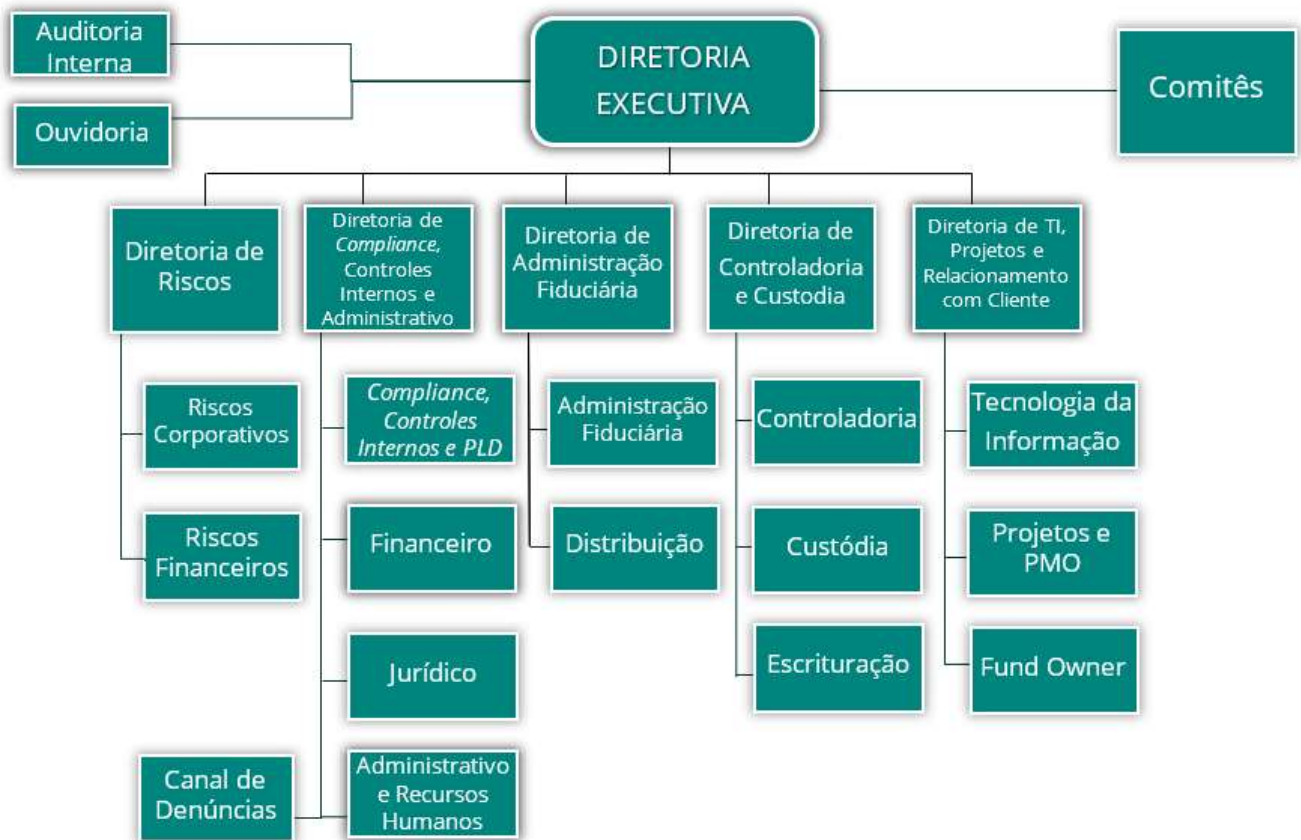 Auditoria
Interna
Ouvidoria
DIRETORIA
EXECUTIVA
Comitês
Diretoria de
Riscos
Diretoria de
Compliance,
Controles
Internos e
Administrativo
Diretoria de
Administração
Fiduciária
Diretoria de
Controladoria
e Custodia
Diretoria de TI,
Projetos e
Relacionamento
com Cliente
Riscos
Corporativos
Riscos
Financeiros
Compliance,
Controles
Internos e PLD
Financeiro
Jurídico
Canal de
Denúncias
Administrativo
e Recursos
Humanos
Administração
Fiduciária
Distribuição
Controladoria
Custódia
Escrituração
Tecnologia da
Informação
Projetos e
PMO
Fund Owner